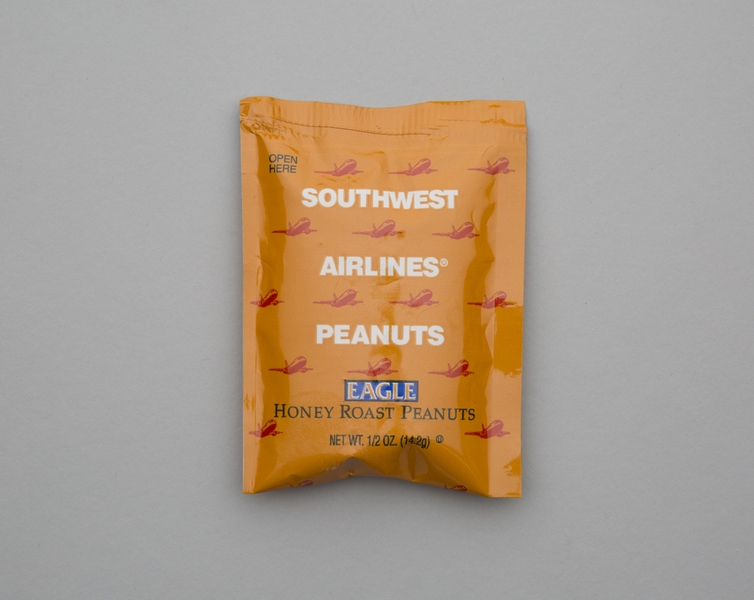 OPEN
HERE
SOUTHWEST
AIRLINES®
PEANUTS
EAGLE
HONEY ROAST PEANUTS
NET WT. 1/2 OZ. (14.2g) Ⓤ